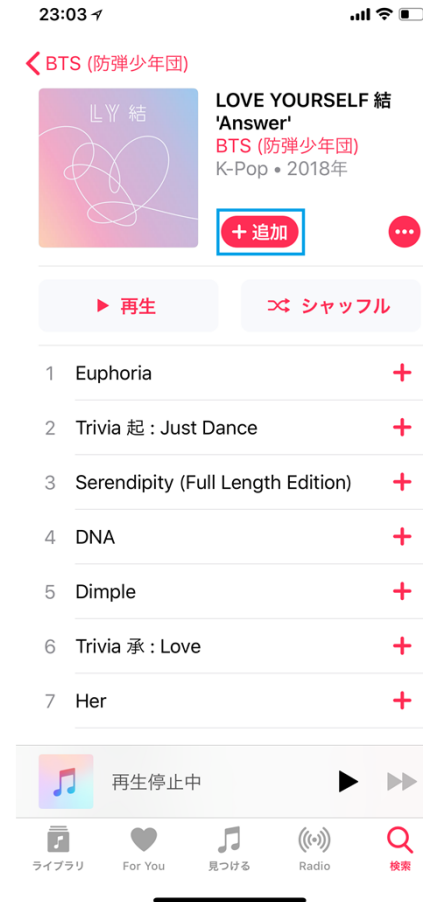 23:03
BTS (防弾少年団)
LY 結
LOVE YOURSELF 結
'Answer'
BTS (防弾少年団)
K-Pop • 2018年
+ 追加
再生
シャッフル
1 Euphoria
2 Trivia 起 : Just Dance
3 Serendipity (Full Length Edition)
4 DNA
5 Dimple
6 Trivia 承 : Love
7 Her
再生停止中
ライブラリ For You 見つける Radio 検索